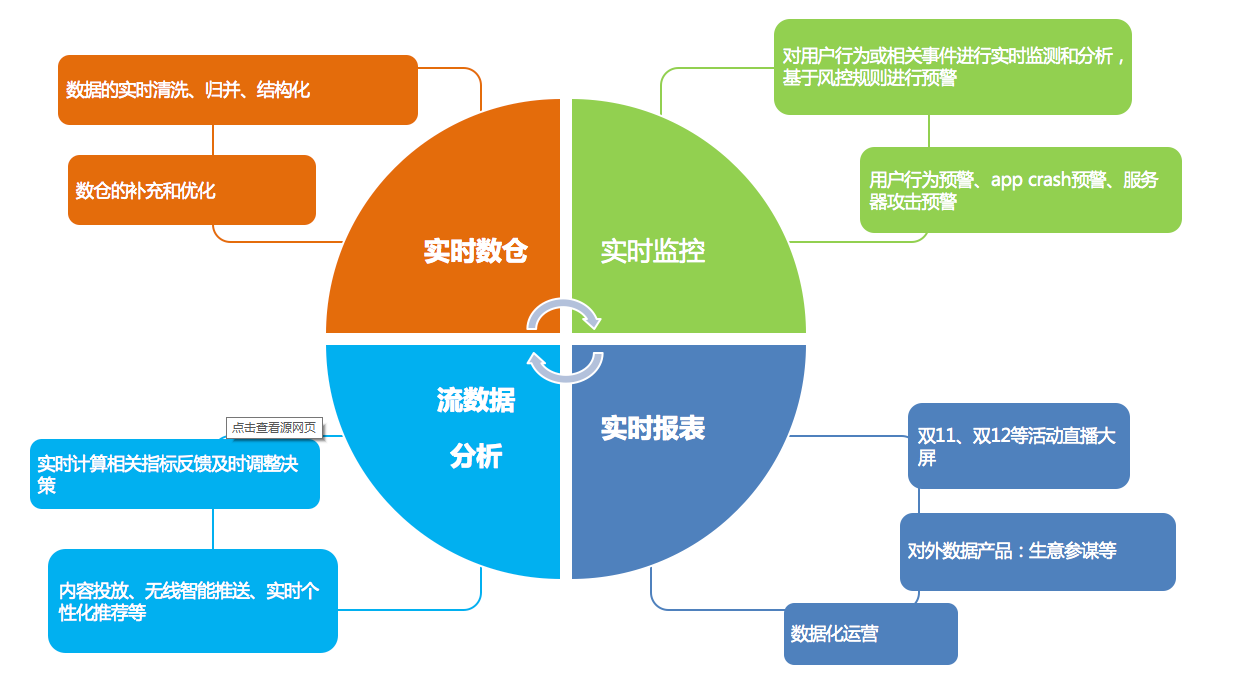 数据的实时清洗、归并、结构化
数仓的补充和优化
实时数仓
对用户行为或相关事件进行实时监测和分析，
基于风控规则进行预警
用户行为预警、app crash预警、服务
器攻击预警
实时监控
流数据
分析
点击查看源网页
实时计算相关指标反馈及时调整决
策
内容投放、无线智能推送、实时个
性化推荐等
实时报表
双11、双12等活动直播大
屏
对外数据产品：生意参谋等
数据化运营